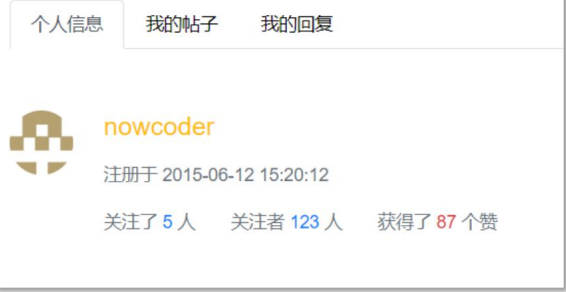 个人信息 我的帖子 我的回复
nowcoder
注册于 2015-06-12 15:20:12
关注了 5 人 关注者 123 人 获得了 87 个赞